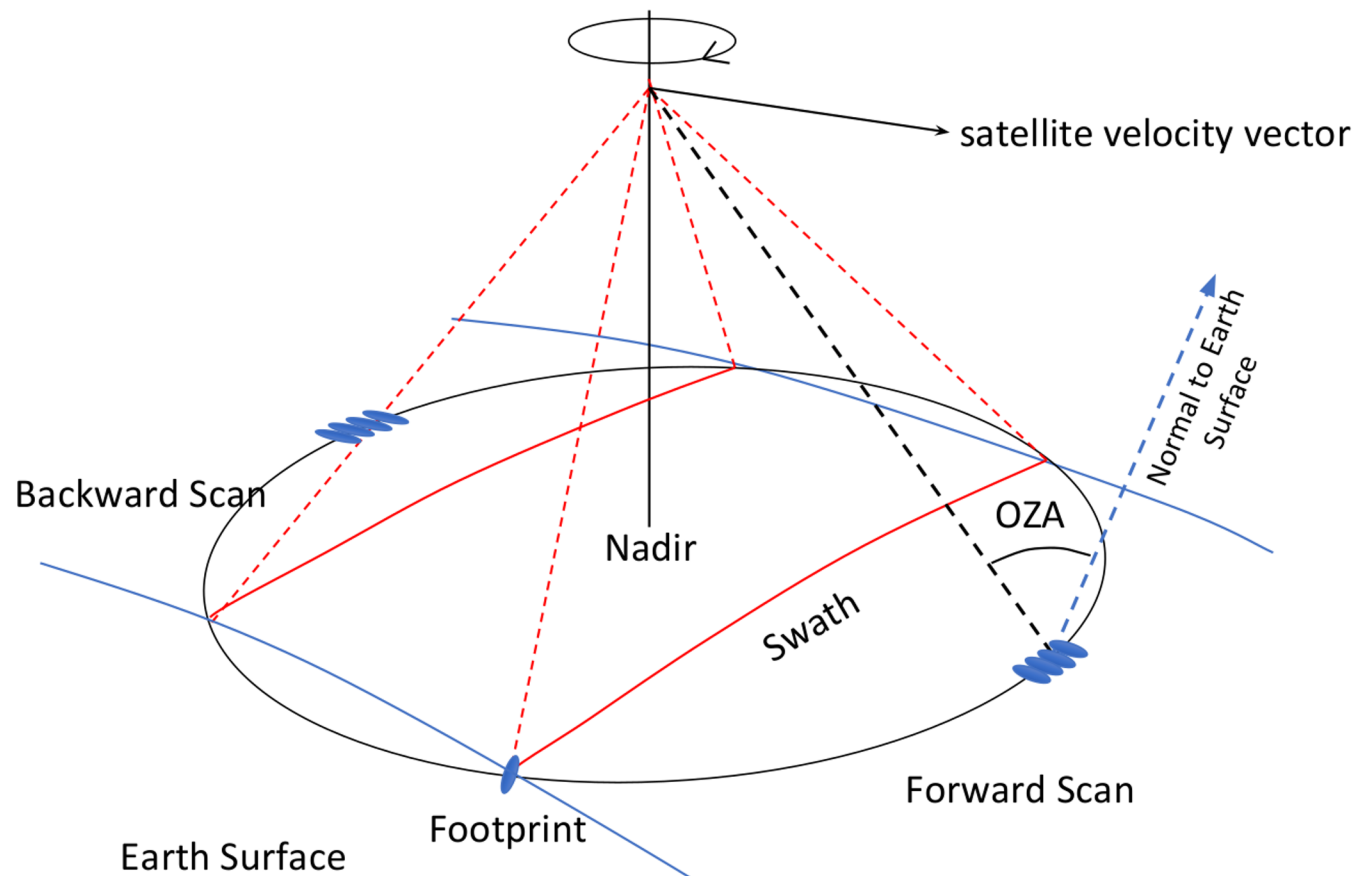 satellite velocity vector
Normal to Earth
Surface
Backward Scan
OZA
Nadir
Swath
Forward Scan
Footprint
Earth Surface